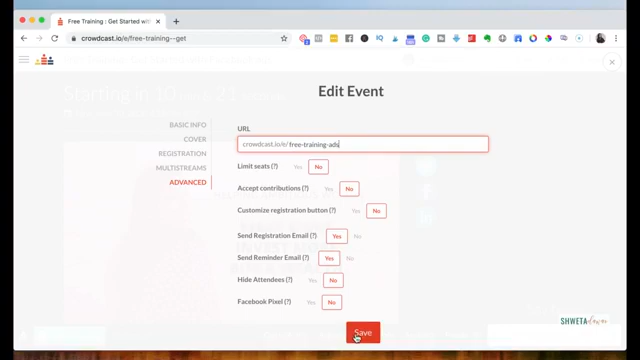 Free Training : Get Started with
crowdcast.io/e/free-training--get
Edit Event
BASIC INFO
COVER
REGISTRATION
MULTISTREAMS
ADVANCED
URL
crowdcast.io/e/ free-training-ads
Limit seats (?) Yes No
Accept contributions (?) Yes No
Customize registration button (?) Yes No
Send Registration Email (?) Yes No
Send Reminder Email (?) Yes No
Hide Attendees (?) Yes No
Facebook Pixel (?) Yes No
Save
SHWETA